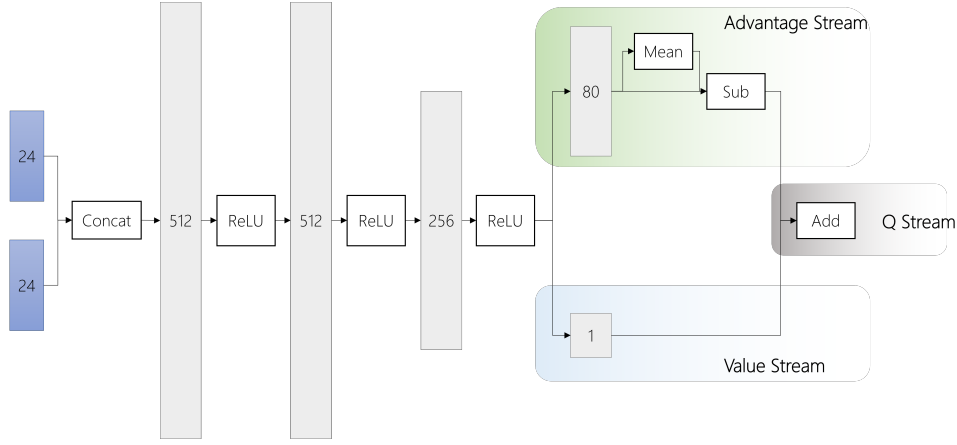 24
24
Concat
512
ReLU
512
ReLU
256
ReLU
Advantage Stream
80
Mean
Sub
Add
Q Stream
1
Value Stream